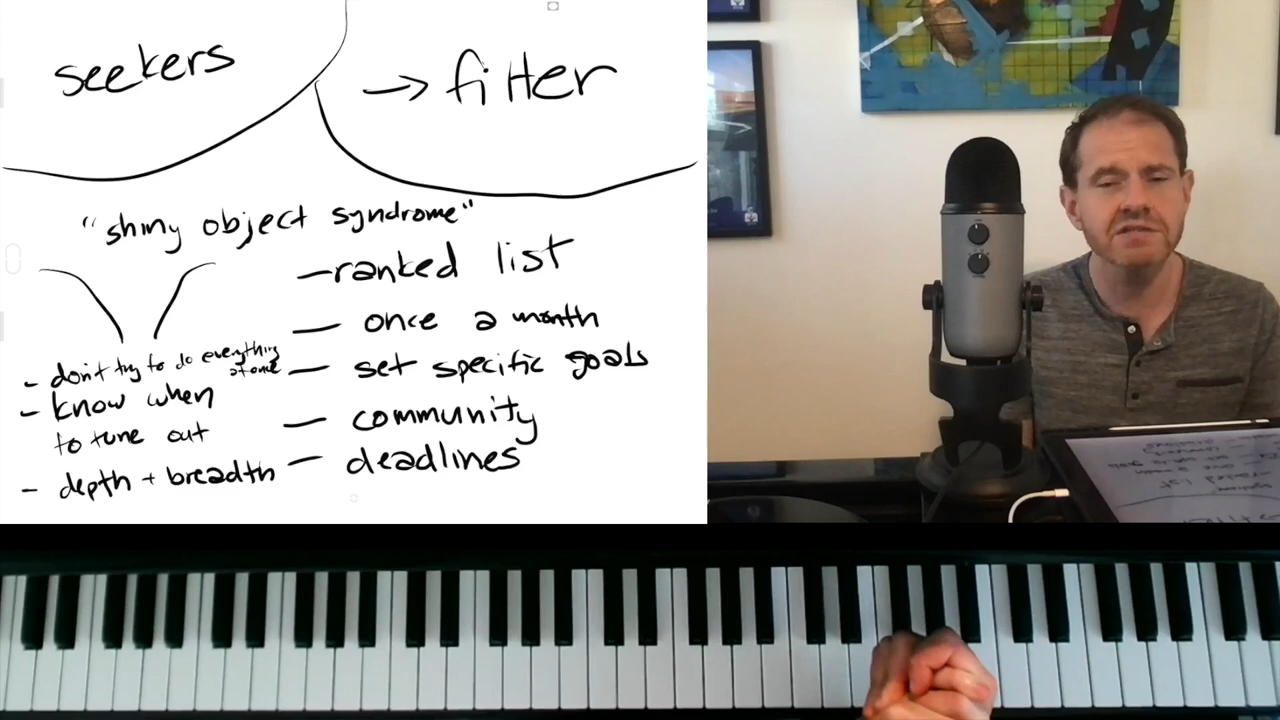 seekers
→ filter
"shiny object syndrome"
- don't try to do everything
at once
- know when
to tune out
- depth + breadth
- ranked list
- once a month
- set specific goals
- community
- deadlines